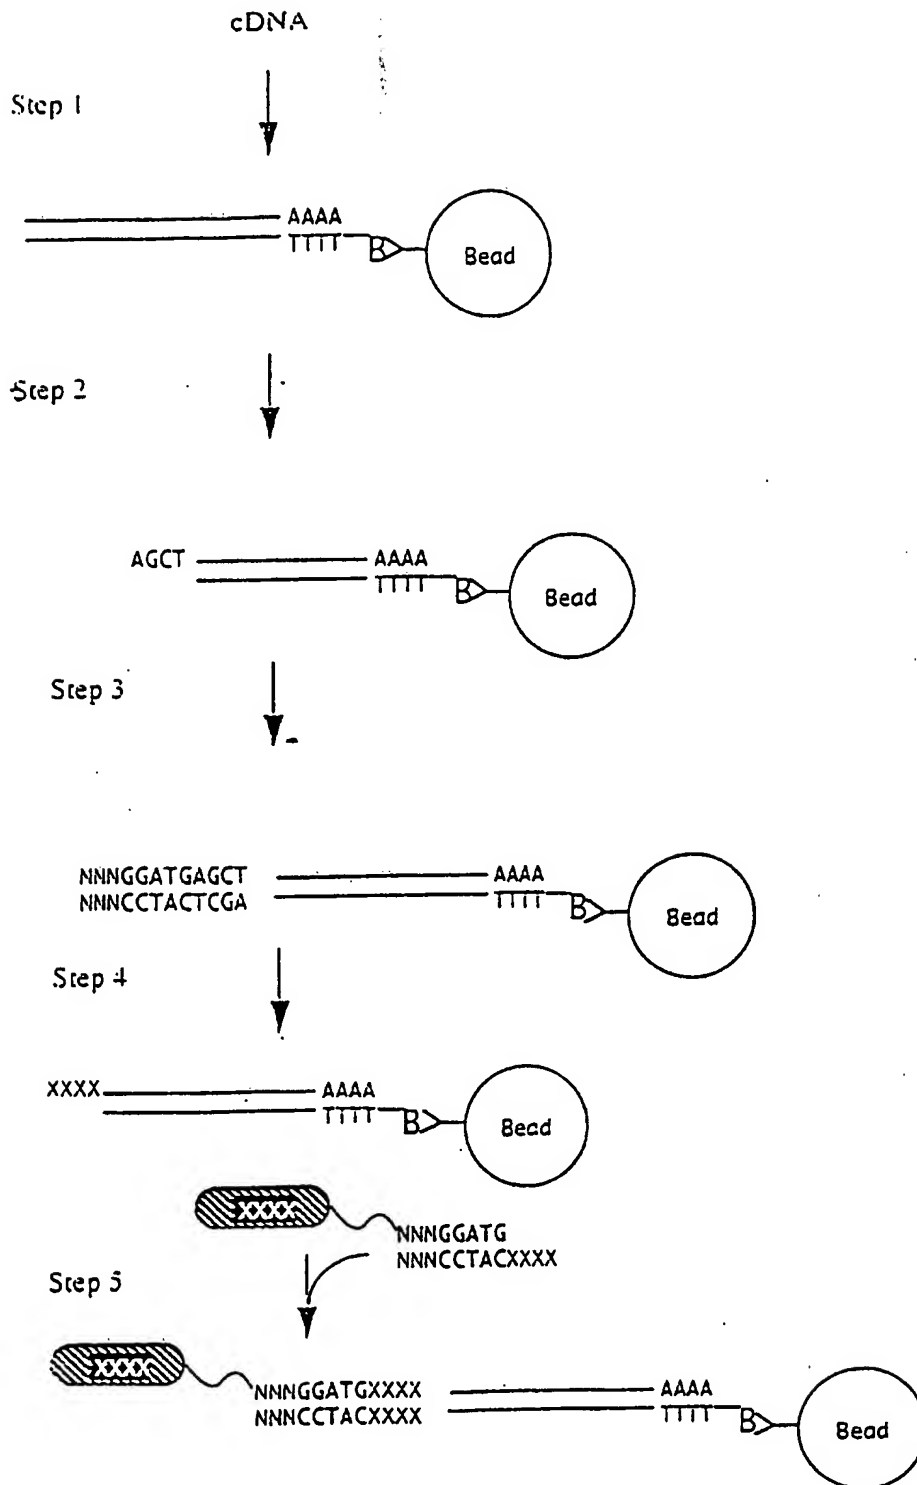 cDNA
Step 1
AAAA
TTTT B Bead
Step 2
AGCT AAAA
TTTT B Bead
Step 3
NNNGGATGAGCT AAAA
NNNCCTACTCGA TTTT B Bead
Step 4
XXXX AAAA
TTTT B Bead
XXXX
NNNGGATG
NNNCCTACXXXX
Step 5
XXXX
NNNGGATGXXXX AAAA
NNNCCTACXXXX TTTT B Bead